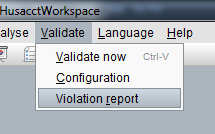 HusacctWorkspace
alyse Validate Language Help
Validate now Ctrl-V
Configuration
Violation report